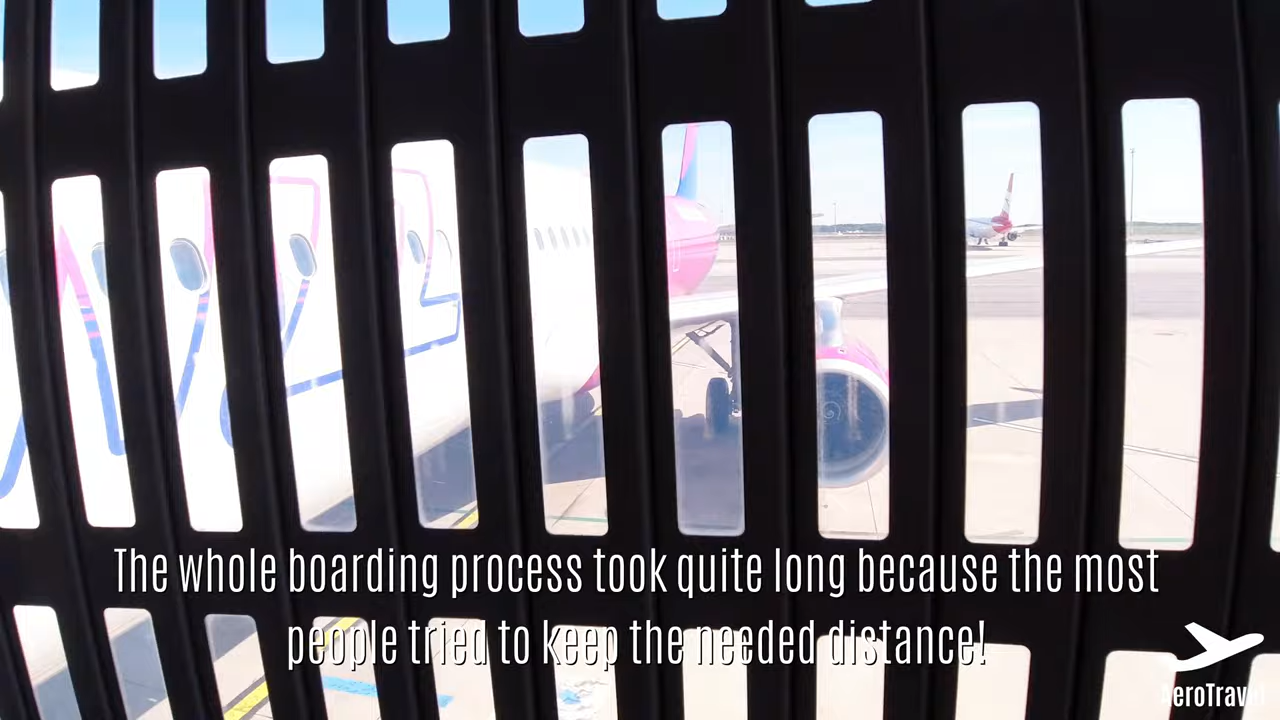 The whole boarding process took quite long because the most
people tried to keep the needed distance!
AeroTravel